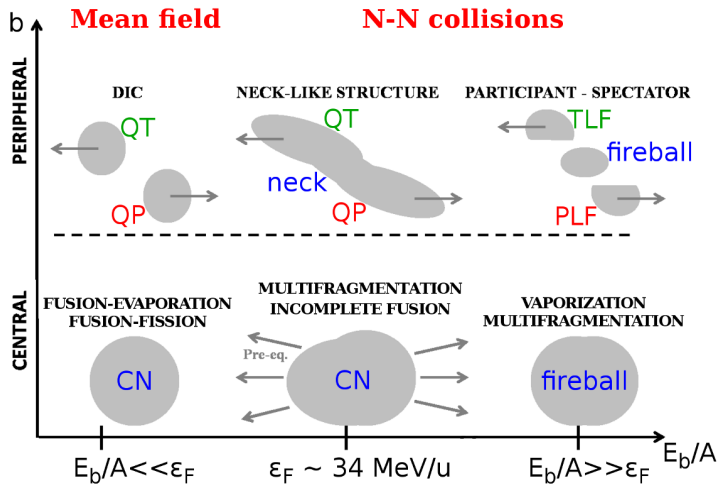 b
Mean field
N-N collisions
PERIPHERAL
DIC
NECK-LIKE STRUCTURE
PARTICIPANT - SPECTATOR
QT
QT
TLF
fireball
neck
QP
QP
PLF
CENTRAL
FUSION-EVAPORATION
FUSION-FISSION
MULTIFRAGMENTATION
INCOMPLETE FUSION
VAPORIZATION
MULTIFRAGMENTATION
Pre-eq.
CN
CN
fireball
E_b/A<<ε_F
ε_F ~ 34 MeV/u
E_b/A>>ε_F
E_b/A